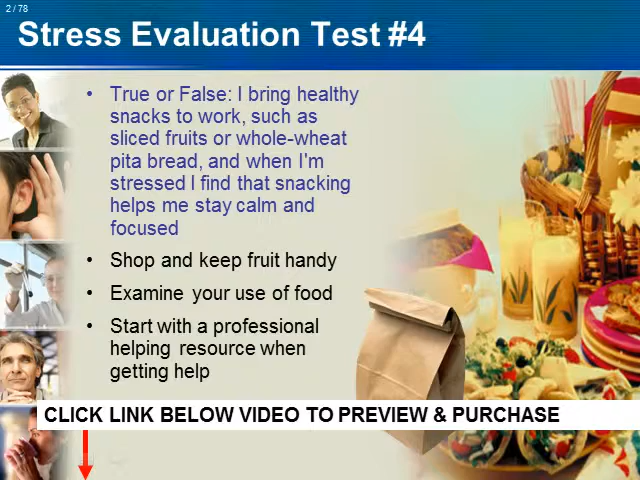 2 / 78
Stress Evaluation Test #4
• True or False: I bring healthy
snacks to work, such as
sliced fruits or whole-wheat
pita bread, and when I'm
stressed I find that snacking
helps me stay calm and
focused
• Shop and keep fruit handy
• Examine your use of food
• Start with a professional
helping resource when
getting help
CLICK LINK BELOW VIDEO TO PREVIEW & PURCHASE